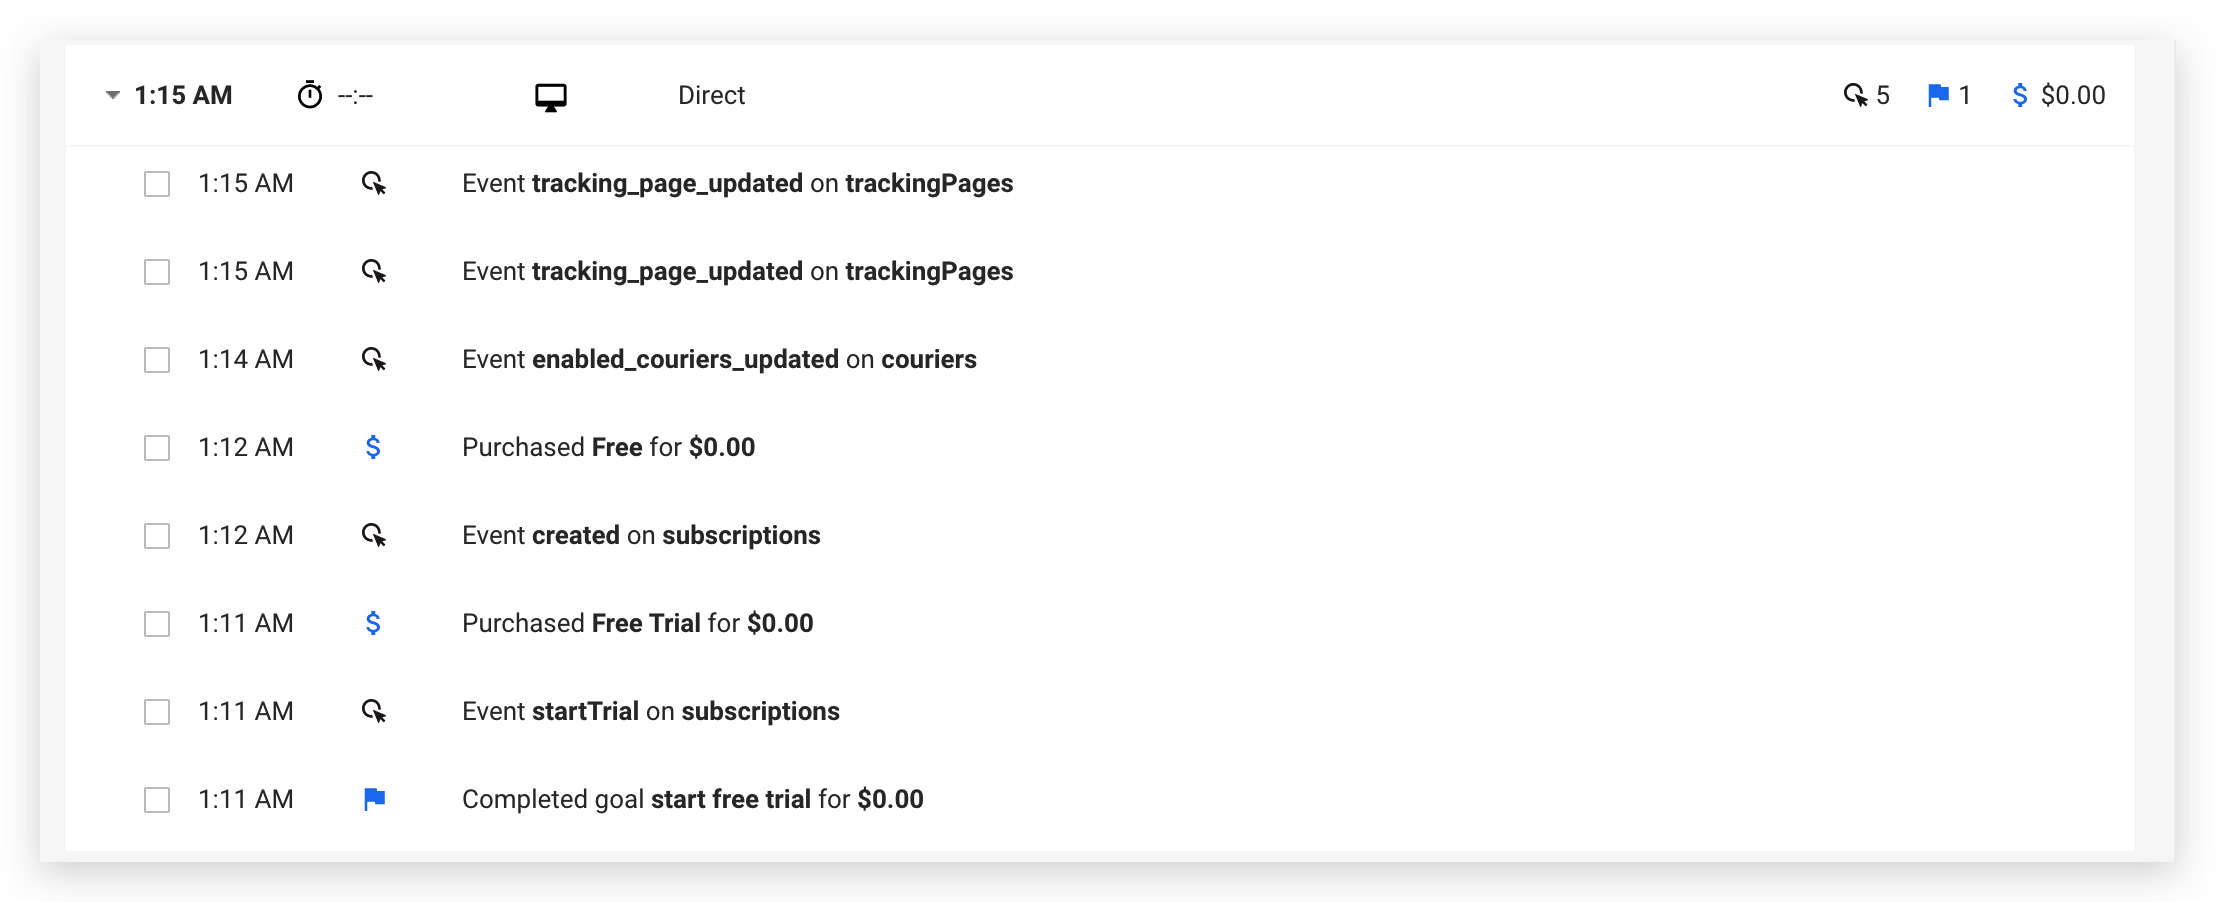 1:15 AM --:-- Direct 5 1 $ $0.00
1:15 AM Event tracking_page_updated on trackingPages
1:15 AM Event tracking_page_updated on trackingPages
1:14 AM Event enabled_couriers_updated on couriers
1:12 AM $ Purchased Free for $0.00
1:12 AM Event created on subscriptions
1:11 AM $ Purchased Free Trial for $0.00
1:11 AM Event startTrial on subscriptions
1:11 AM Completed goal start free trial for $0.00